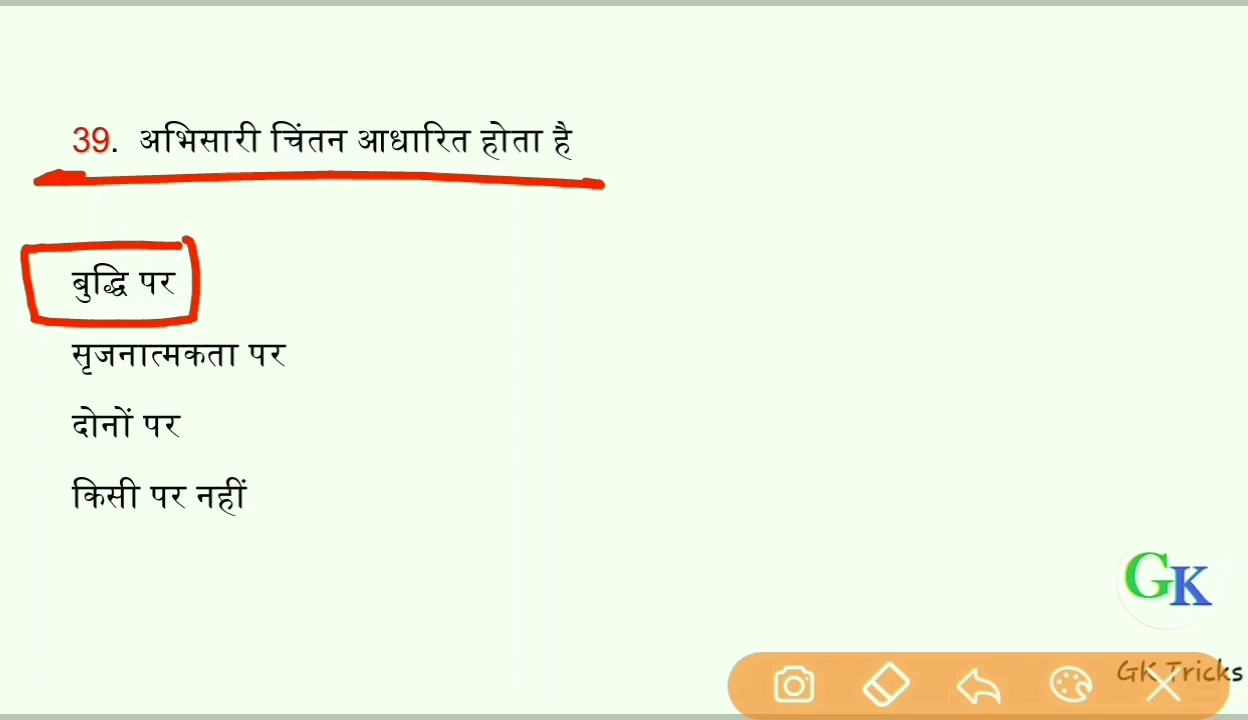 39. अभिसारी चिंतन आधारित होता है
बुद्धि पर
सृजनात्मकता पर
दोनों पर
किसी पर नहीं
GK
GK Tricks